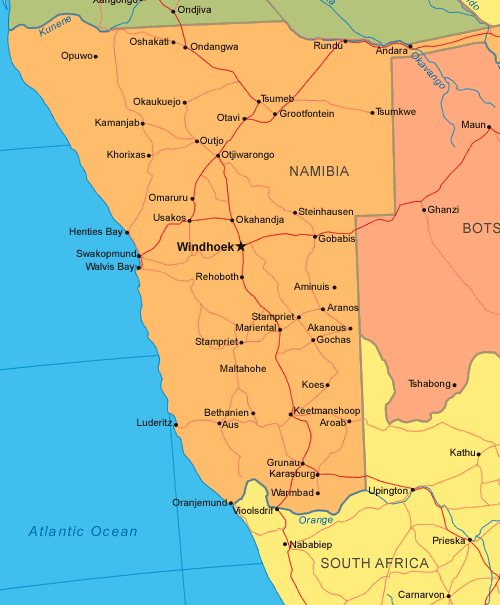 Xangongo
Ondjiva
Kunene
Oshakati
Ondangwa
Rundu
Andara
Opuwo
Okavango
Okaukuejo
Tsumeb
Otavi
Grootfontein
Tsumkwe
Kamanjab
Maun
Outjo
Khorixas
Otjiwarongo
NAMIBIA
Omaruru
Ghanzi
Steinhausen
Usakos
Okahandja
Henties Bay
BOTS
Gobabis
Windhoek
Swakopmund
Walvis Bay
Rehoboth
Aminuis
Aranos
Stampriet
Mariental
Akanous
Stampriet
Gochas
Maltahohe
Koes
Tshabong
Bethanien
Keetmanshoop
Luderitz
Aus
Aroab
Kathu
Grunau
Karasburg
Warmbad
Upington
Oranjemund
Vioolsdrif
Orange
Atlantic Ocean
Nababiep
Prieska
SOUTH AFRICA
Carnarvon